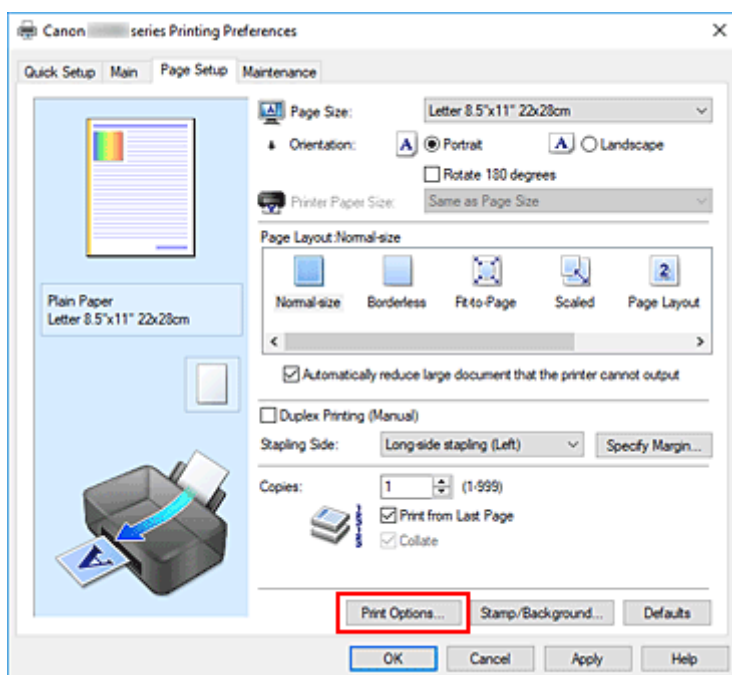 Canon series Printing Preferences
Quick Setup Main Page Setup Maintenance
Page Size: Letter 8.5"x11" 22x28cm
Orientation: A Portrait A Landscape
Rotate 180 degrees
Printer Paper Size: Same as Page Size
Page Layout:Normal-size
Normal-size Borderless Fit-to-Page Scaled Page Layout
Plain Paper
Letter 8.5"x11" 22x28cm
Automatically reduce large document that the printer cannot output
Duplex Printing (Manual)
Stapling Side: Long-side stapling (Left) Specify Margin...
Copies: 1 (1-999)
Print from Last Page
Collate
Print Options... Stamp/Background... Defaults
OK Cancel Apply Help